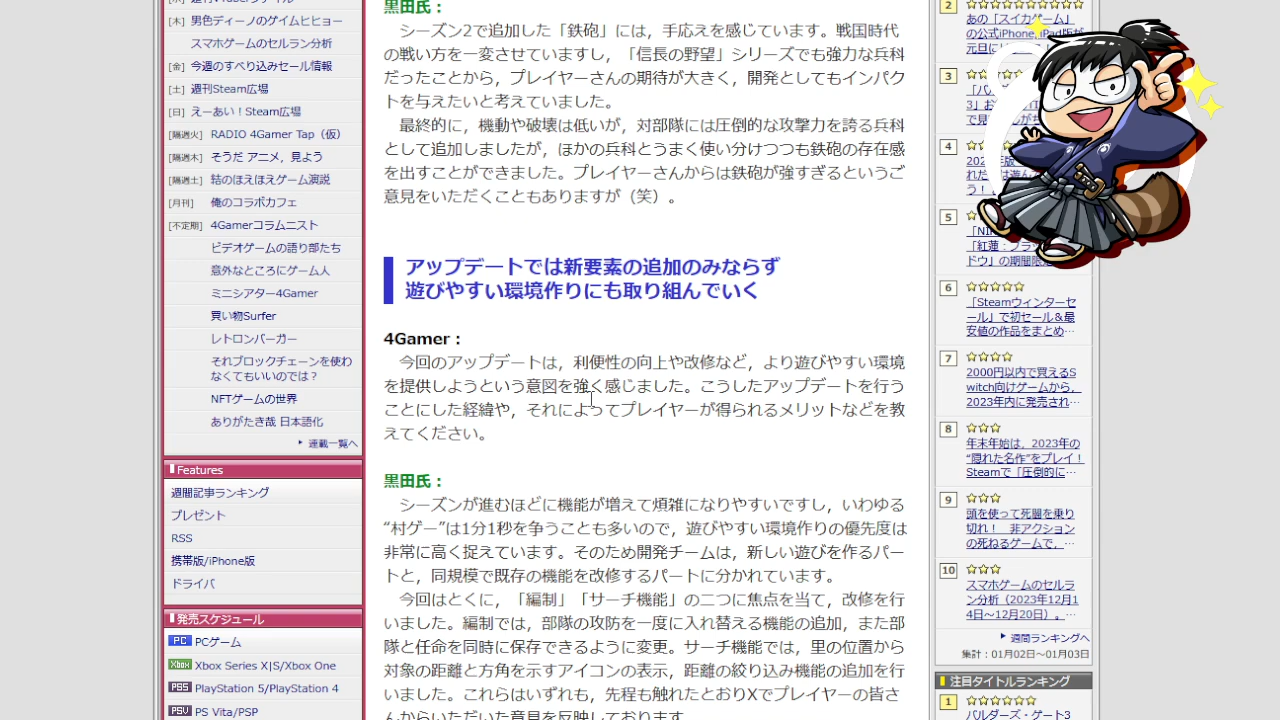 [木] 男色ディーノのゲイムヒヒョー
スマホゲームのセルラン分析
[金] 今週のすべり込みセール情報
[土] 週刊Steam広場
[日] えーあい！Steam広場
[隔週火] RADIO 4Gamer Tap（仮）
[隔週木] そうだ アニメ，見よう
[隔週土] 結のほえほえゲーム演説
[月刊] 俺のコラボカフェ
[不定期] 4Gamerコラムニスト
ビデオゲームの語り部たち
意外なところにゲーム人
ミニシアター4Gamer
買い物Surfer
レトロンバーガー
それブロックチェーンを使わ
なくてもいいのでは？
NFTゲームの世界
ありがたき哉 日本語化
連載一覧へ
Features
週間記事ランキング
プレゼント
RSS
携帯版/iPhone版
ドライバ
発売スケジュール
PC PCゲーム
Xbox Xbox Series X|S/Xbox One
PS5 PlayStation 5/PlayStation 4
PSV PS Vita/PSP
黒田氏：
シーズン2で追加した「鉄砲」には，手応えを感じています。戦国時代
の戦い方を一変させていますし，「信長の野望」シリーズでも強力な兵科
だったことから，プレイヤーさんの期待が大きく，開発としてもインパク
トを与えたいと考えていました。
最終的に，機動や破壊は低いが，対部隊には圧倒的な攻撃力を誇る兵科
として追加しましたが，ほかの兵科とうまく使い分けつつも鉄砲の存在感
を出すことができました。プレイヤーさんからは鉄砲が強すぎるというご
意見をいただくこともありますが（笑）。
アップデートでは新要素の追加のみならず
遊びやすい環境作りにも取り組んでいく
4Gamer：
今回のアップデートは，利便性の向上や改修など，より遊びやすい環境
を提供しようという意図を強く感じました。こうしたアップデートを行う
ことにした経緯や，それによってプレイヤーが得られるメリットなどを教
えてください。
黒田氏：
シーズンが進むほどに機能が増えて煩雑になりやすいですし，いわゆる
“村ゲー”は1分1秒を争うことも多いので，遊びやすい環境作りの優先度は
非常に高く捉えています。そのため開発チームは，新しい遊びを作るパー
トと，同規模で既存の機能を改修するパートに分かれています。
今回はとくに，「編制」「サーチ機能」の二つに焦点を当て，改修を行
いました。編制では，部隊の攻防を一度に入れ替える機能の追加，また部
隊と任命を同時に保存できるように変更。サーチ機能では，里の位置から
対象の距離と方角を示すアイコンの表示，距離の絞り込み機能の追加を行
いました。これらはいずれも，先程も触れたとおりXでプレイヤーの皆さ
んからいただいた意見を反映しております
2
あの「スイカゲーム」
の公式iPhone,iPad版が
元旦に
3
4
5
「紅蓮：
ドウ」の期間限
6
「Steamウィンターセ
ール」で初セール＆最
安値の作品をまとめ…
7
2000円以内で買えるS
witch向けゲームから，
2023年内に発売され…
8
年末年始は，2023年の
“隠れた名作”をプレイ！
Steamで「圧倒的に…
9
頭を使って死屍を乗り
切れ！ 非アクション
の死ねるゲームで，…
10
スマホゲームのセルラ
ン分析（2023年12月1
4日～12月20日）。…
週間ランキングへ
集計：01月02日～01月03日
注目タイトルランキング
1
バルダーズ・ゲート3